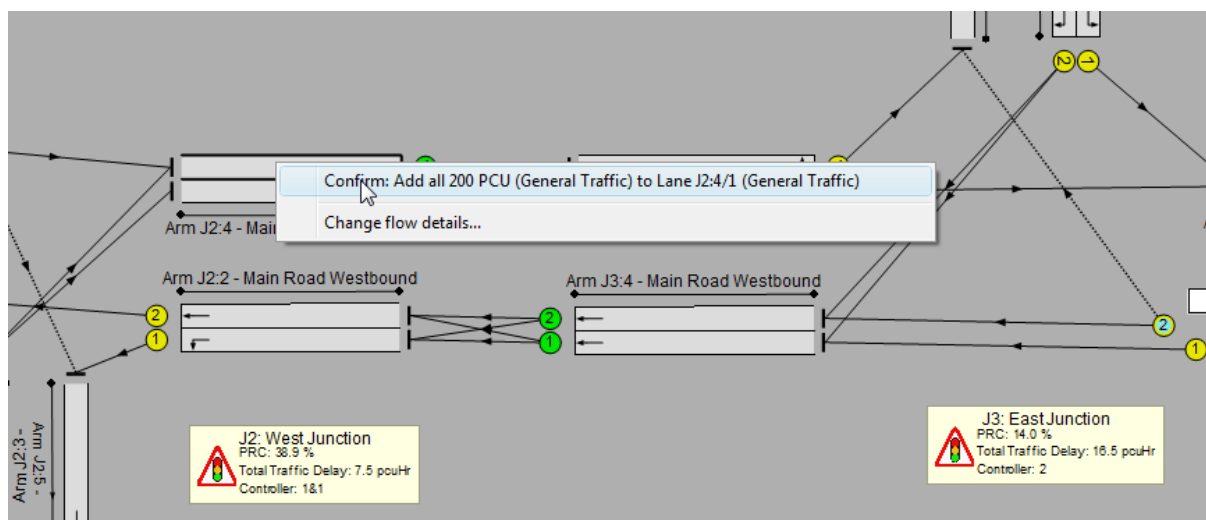 2
1
Confirm: Add all 200 PCU (General Traffic) to Lane J2:4/1 (General Traffic)
Change flow details...
Arm J2:4 - Mai
Arm J2:2 - Main Road Westbound
Arm J3:4 - Main Road Westbound
2
1
2
1
2
1
Arm J2:3 -
Arm J2:5 -
J2: West Junction
PRC: 38.9 %
Total Traffic Delay: 7.5 pcuHr
Controller: 1&1
J3: East Junction
PRC: 14.0 %
Total Traffic Delay: 16.5 pcuHr
Controller: 2